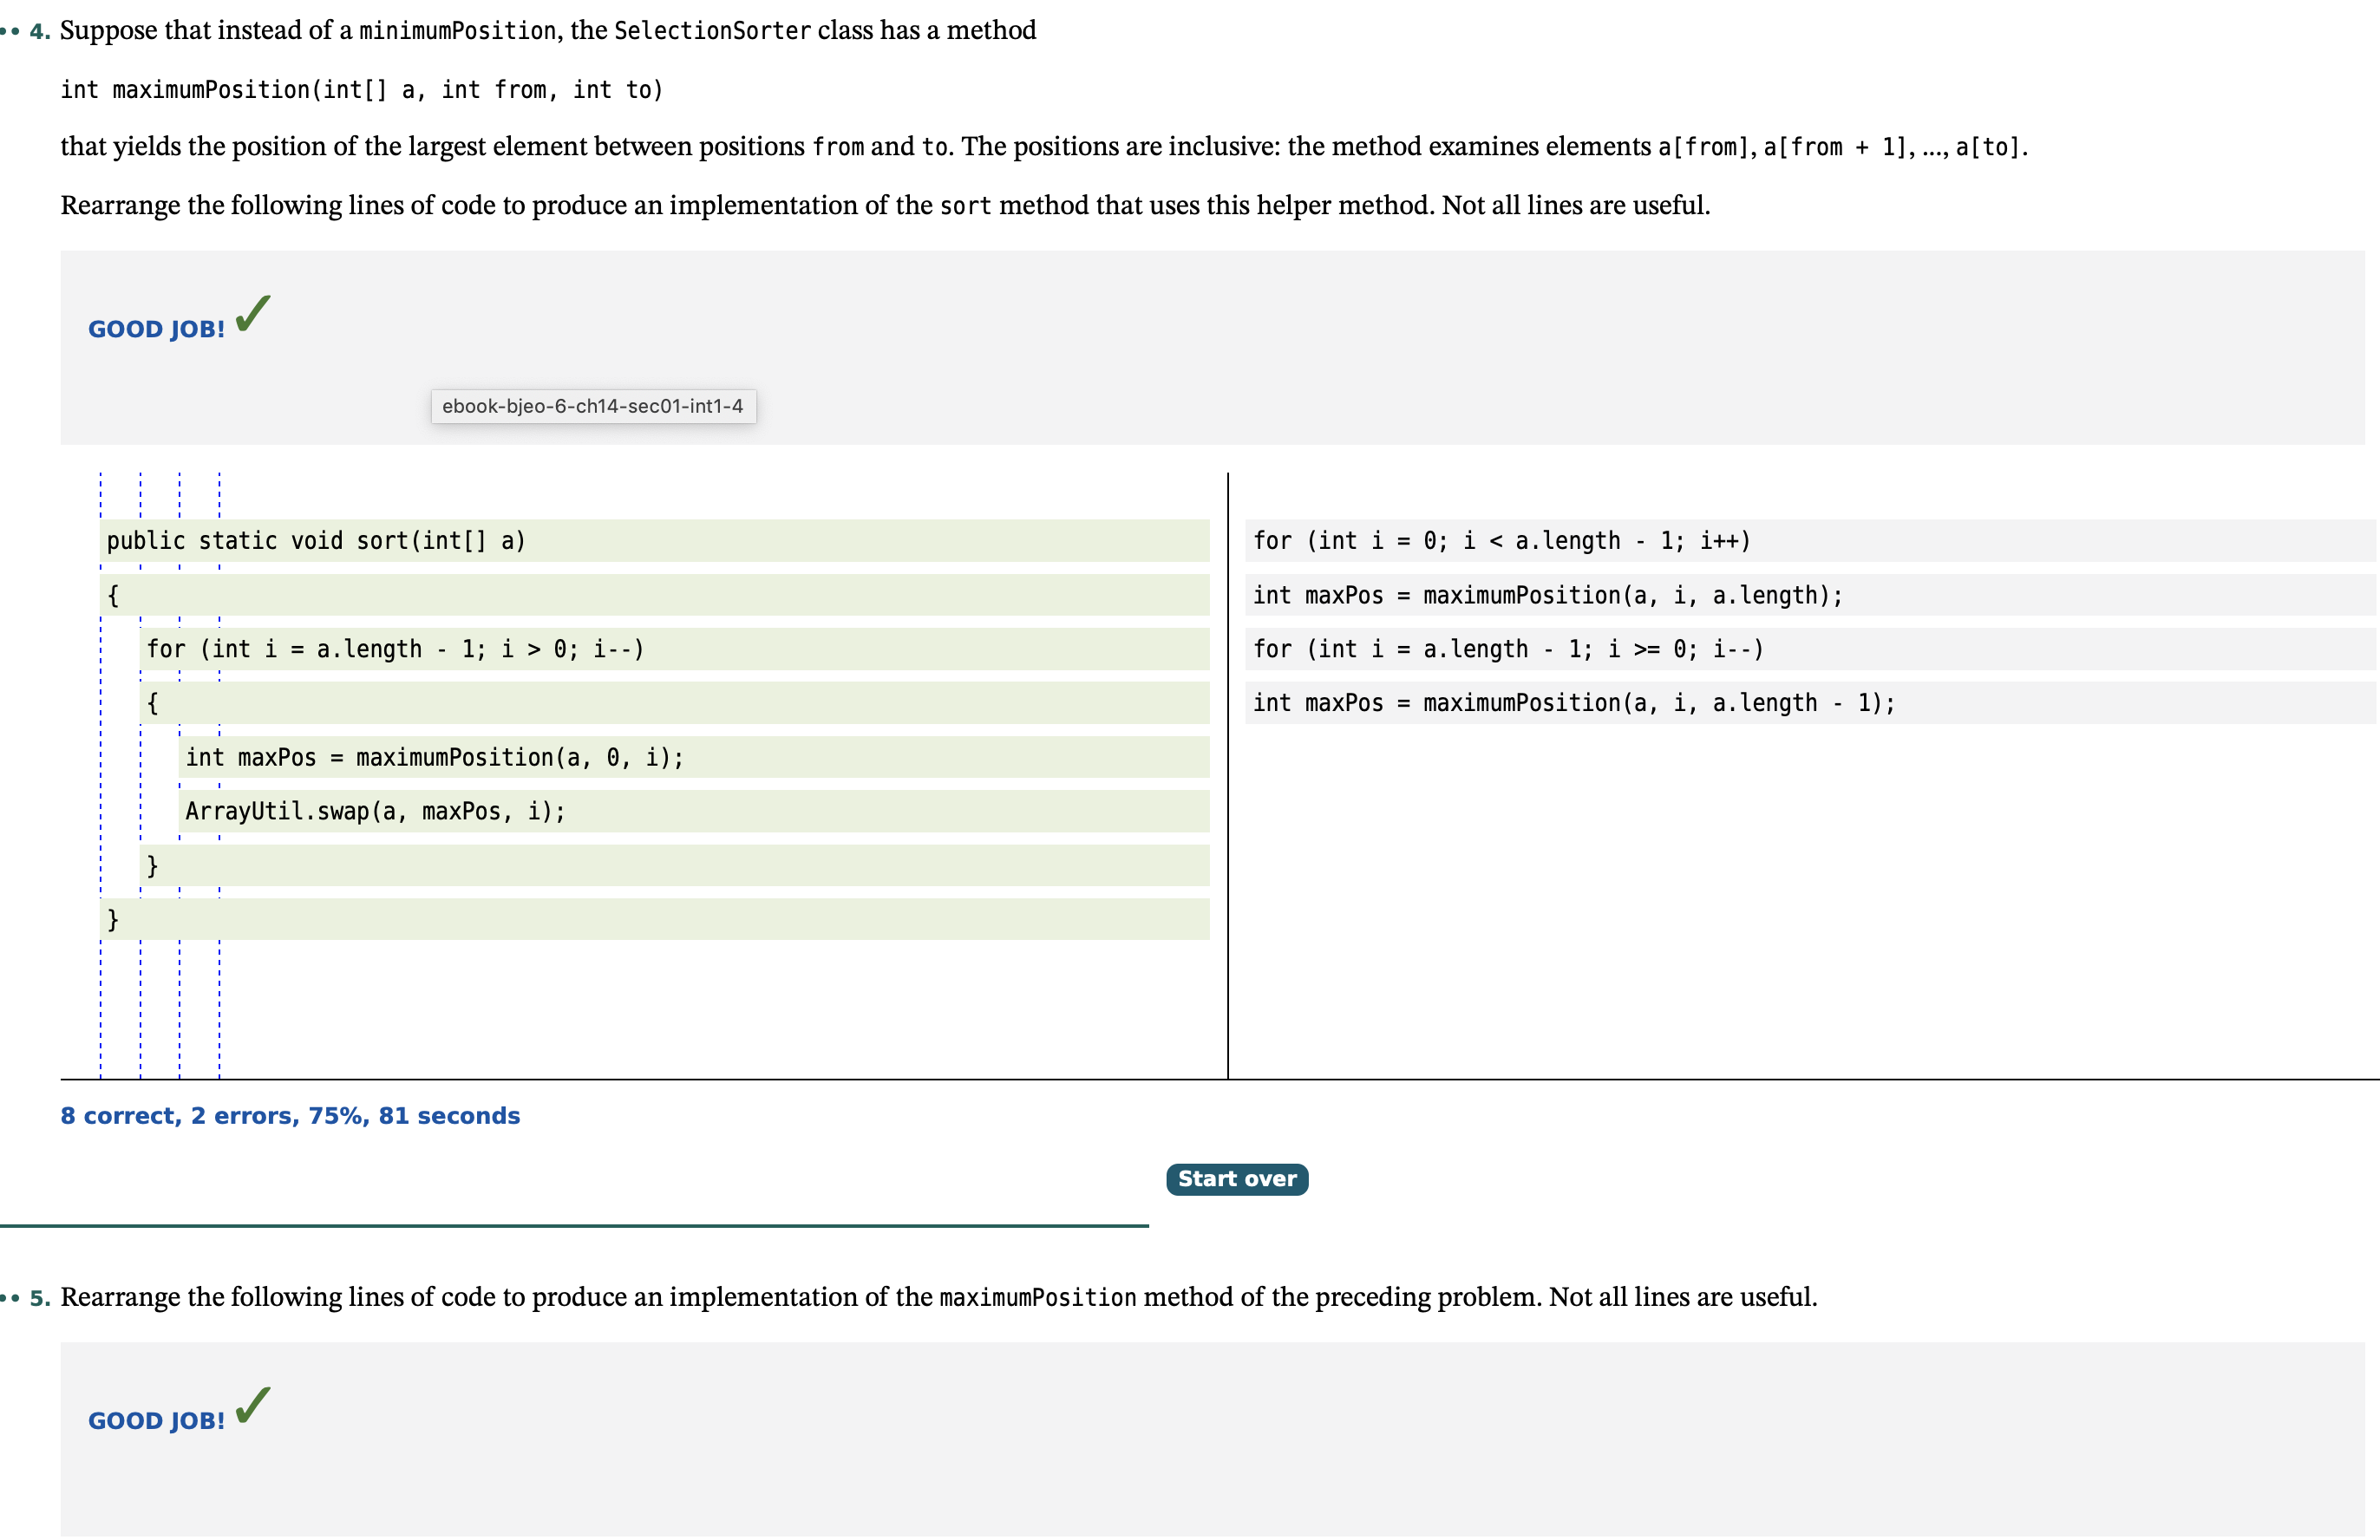 •• 4. Suppose that instead of a minimumPosition, the SelectionSorter class has a method
int maximumPosition(int[] a, int from, int to)
that yields the position of the largest element between positions from and to. The positions are inclusive: the method examines elements a[from], a[from + 1], ..., a[to].
Rearrange the following lines of code to produce an implementation of the sort method that uses this helper method. Not all lines are useful.
GOOD JOB! ✓
ebook-bjeo-6-ch14-sec01-int1-4
public static void sort(int[] a)
{
for (int i = a.length - 1; i > 0; i--)
{
int maxPos = maximumPosition(a, 0, i);
ArrayUtil.swap(a, maxPos, i);
}
}
for (int i = 0; i < a.length - 1; i++)
int maxPos = maximumPosition(a, i, a.length);
for (int i = a.length - 1; i >= 0; i--)
int maxPos = maximumPosition(a, i, a.length - 1);
8 correct, 2 errors, 75%, 81 seconds
Start over
•• 5. Rearrange the following lines of code to produce an implementation of the maximumPosition method of the preceding problem. Not all lines are useful.
GOOD JOB! ✓